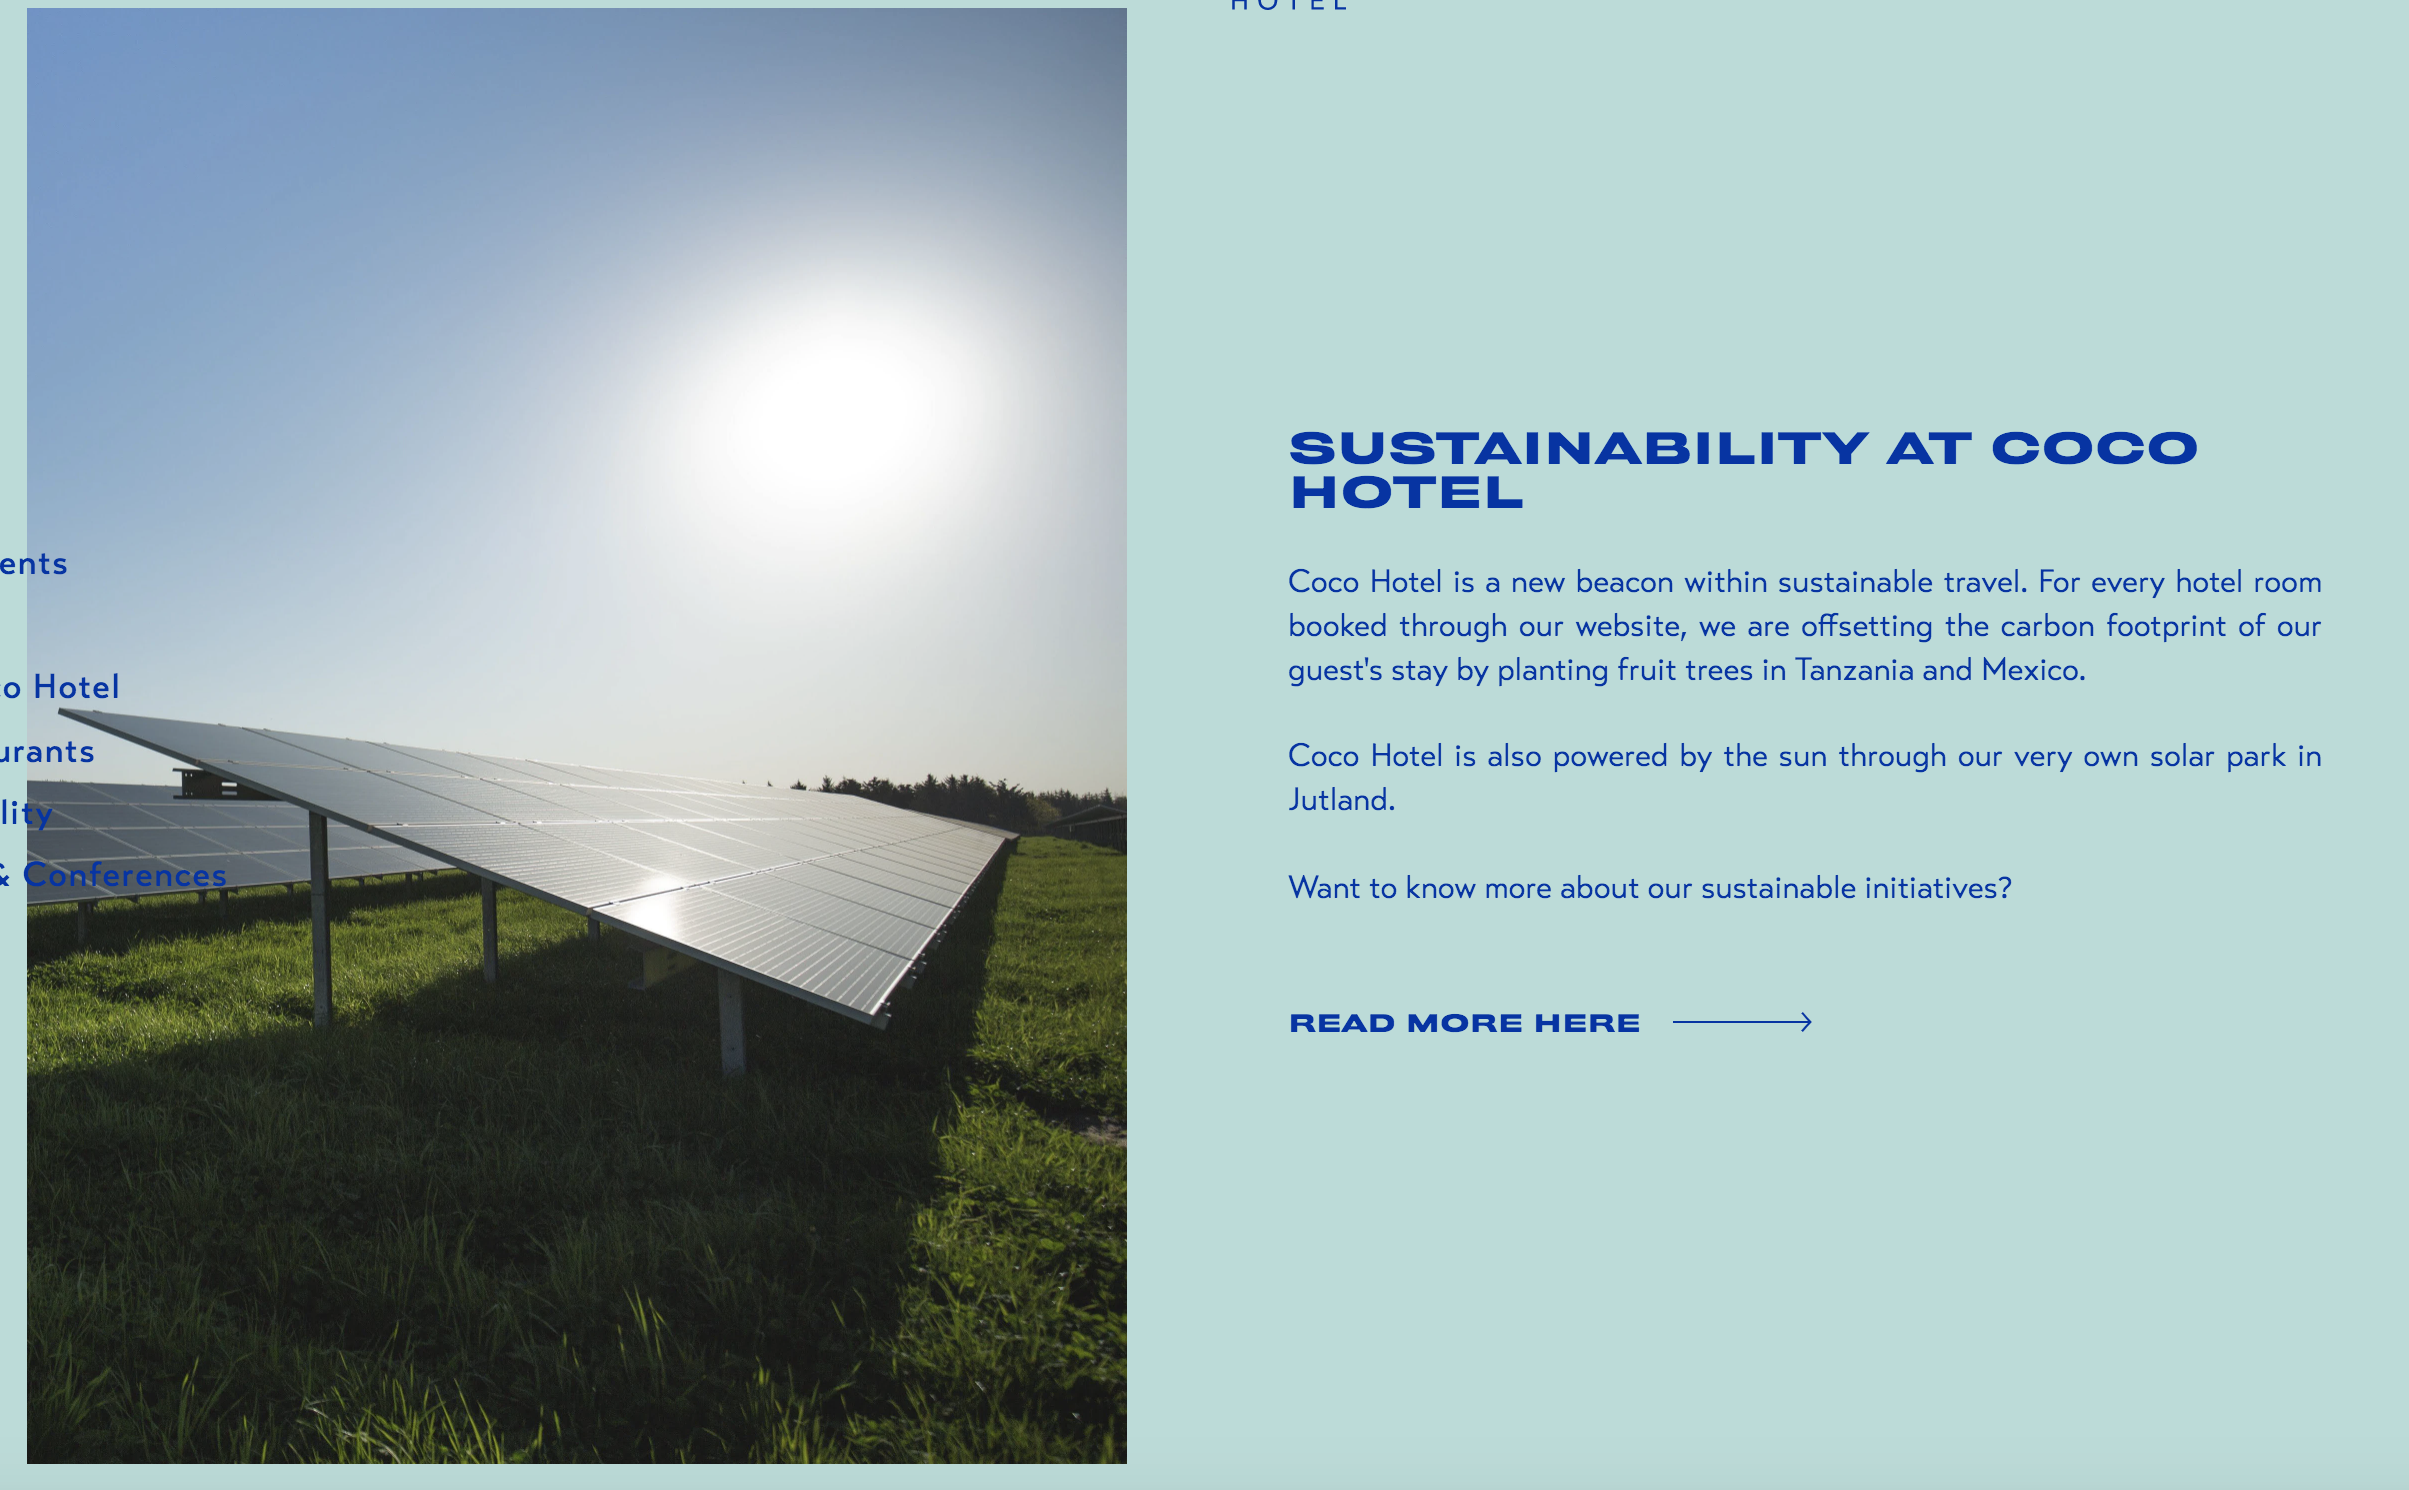 HOTEL
ents
o Hotel
urants
lity
& Conferences
SUSTAINABILITY AT COCO
HOTEL
Coco Hotel is a new beacon within sustainable travel. For every hotel room
booked through our website, we are offsetting the carbon footprint of our
guest's stay by planting fruit trees in Tanzania and Mexico.
Coco Hotel is also powered by the sun through our very own solar park in
Jutland.
Want to know more about our sustainable initiatives?
READ MORE HERE